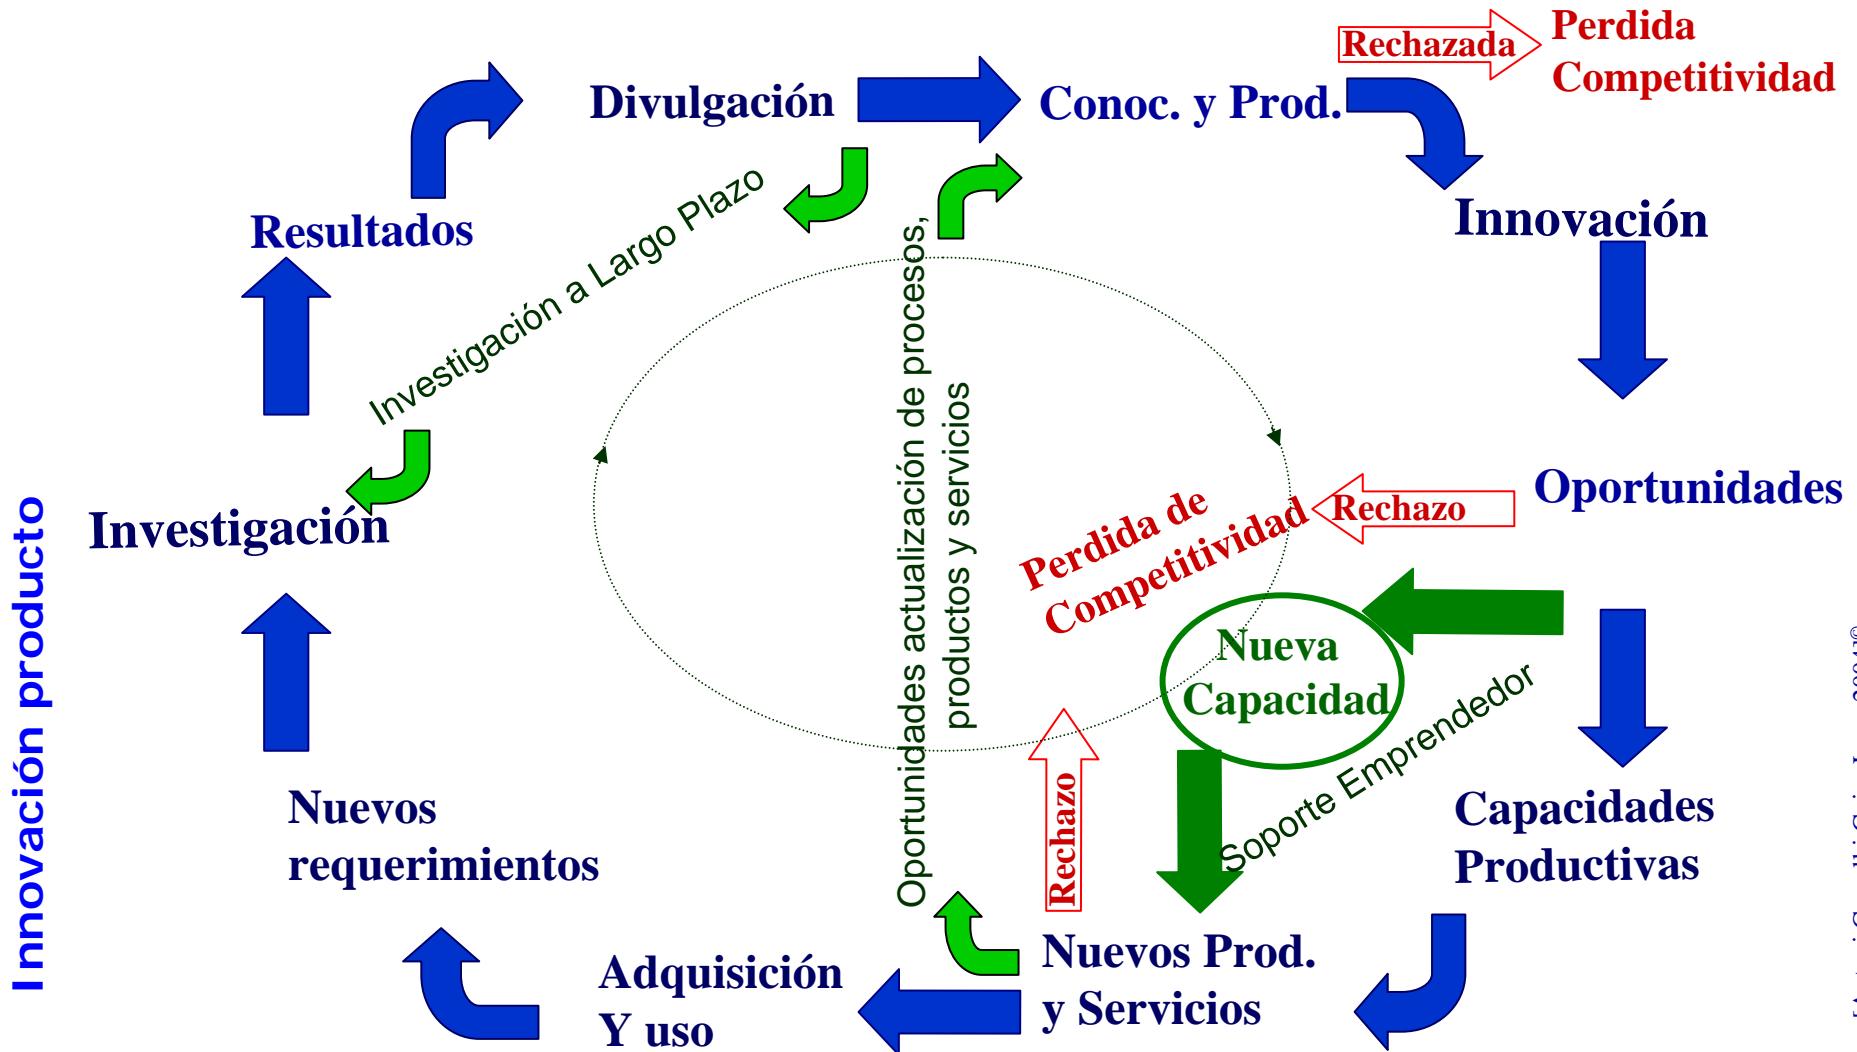 Rechazada
Perdida
Competitividad
Divulgación
Conoc. y Prod.
Resultados
Innovación
Investigación a Largo Plazo
Oportunidades actualización de procesos,
productos y servicios
Investigación
Oportunidades
Rechazo
Perdida de
Competitividad
Nueva
Capacidad
Soporte Emprendedor
Nuevos
requerimientos
Capacidades
Productivas
Rechazo
Nuevos Prod.
y Servicios
Adquisición
Y uso
Innovación producto